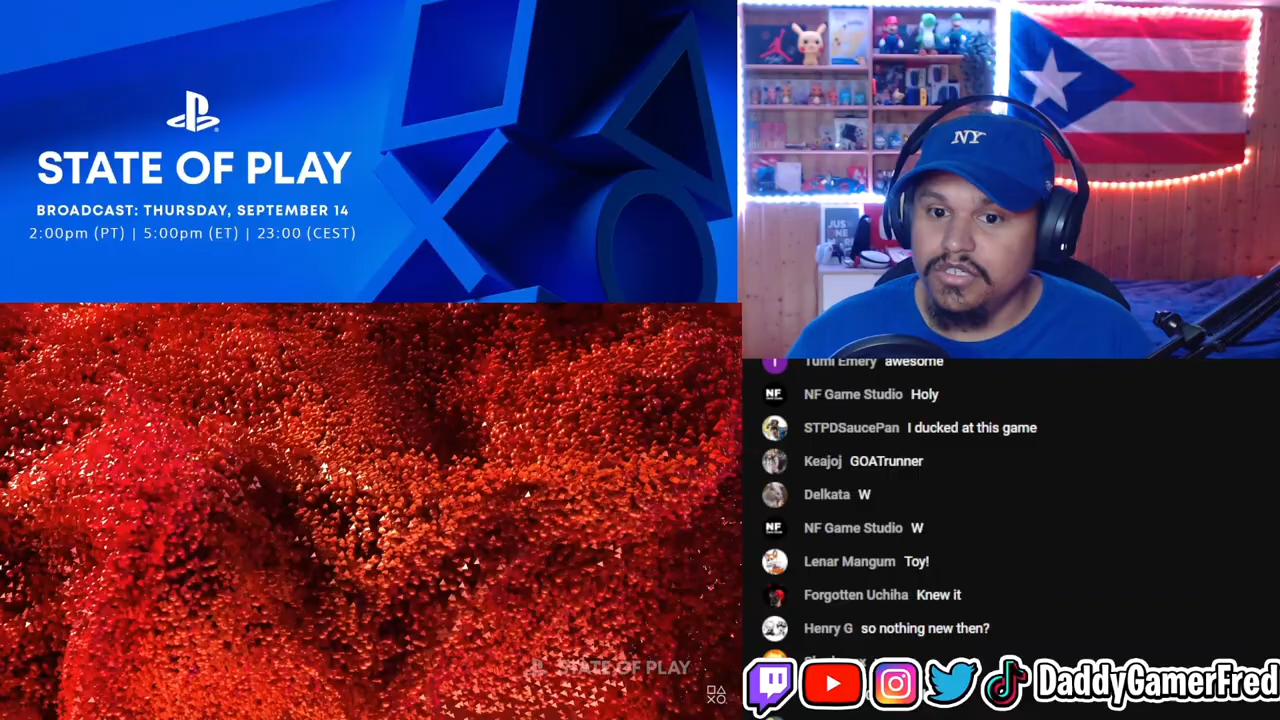 STATE OF PLAY
BROADCAST: THURSDAY, SEPTEMBER 14
2:00pm (PT) | 5:00pm (ET) | 23:00 (CEST)
NY
STATE OF PLAY
Tumi Emery awesome
NF Game Studio Holy
STPDSaucePan I ducked at this game
Keajoj GOATrunner
Delkata W
NF Game Studio W
Lenar Mangum Toy!
Forgotten Uchiha Knew it
Henry G so nothing new then?
DaddyGamerFred